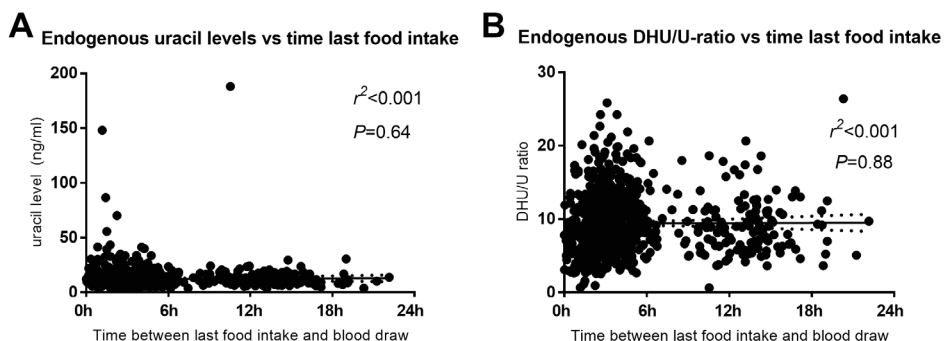 A Endogenous uracil levels vs time last food intake
200
150
100
50
0
uracil level (ng/ml)
r²<0.001
P=0.64
0h 6h 12h 18h 24h
Time between last food intake and blood draw
B Endogenous DHU/U-ratio vs time last food intake
30
20
10
0
DHU/U ratio
r²<0.001
P=0.88
0h 6h 12h 18h 24h
Time between last food intake and blood draw